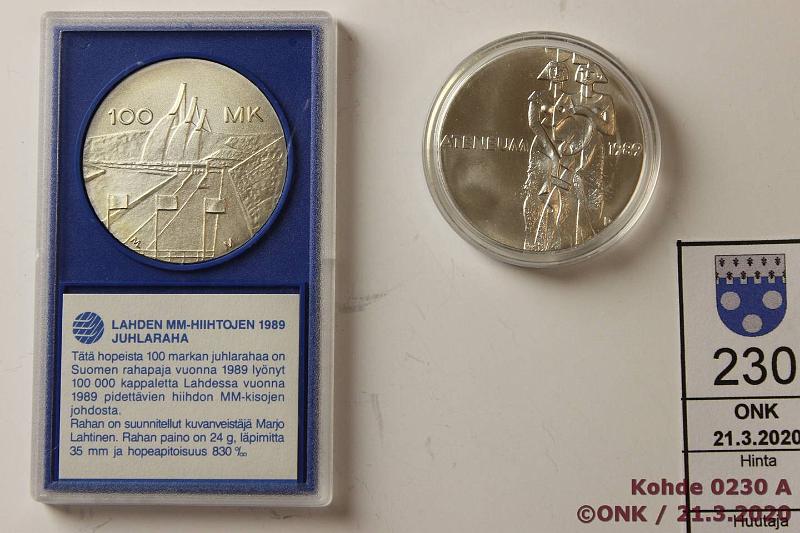 100 MK
M
LAHDEN MM-HIIHTOJEN 1989
JUHLARAHA
Tätä hopeista 100 markan juhlarahaa on
Suomen rahapaja vuonna 1989 lyönyt
100 000 kappaletta Lahdessa vuonna
1989 pidettävien hiihdon MM-kisojen
johdosta.
Rahan on suunnitellut kuvanveistäjä Marjo
Lahtinen. Rahan paino on 24 g, läpimitta
35 mm ja hopeapitoisuus 830 ‰
ATENEUM 1989
230
ONK
21.3.2020
Hinta
Huutaja
Kohde 0230 A
©ONK / 21.3.2020